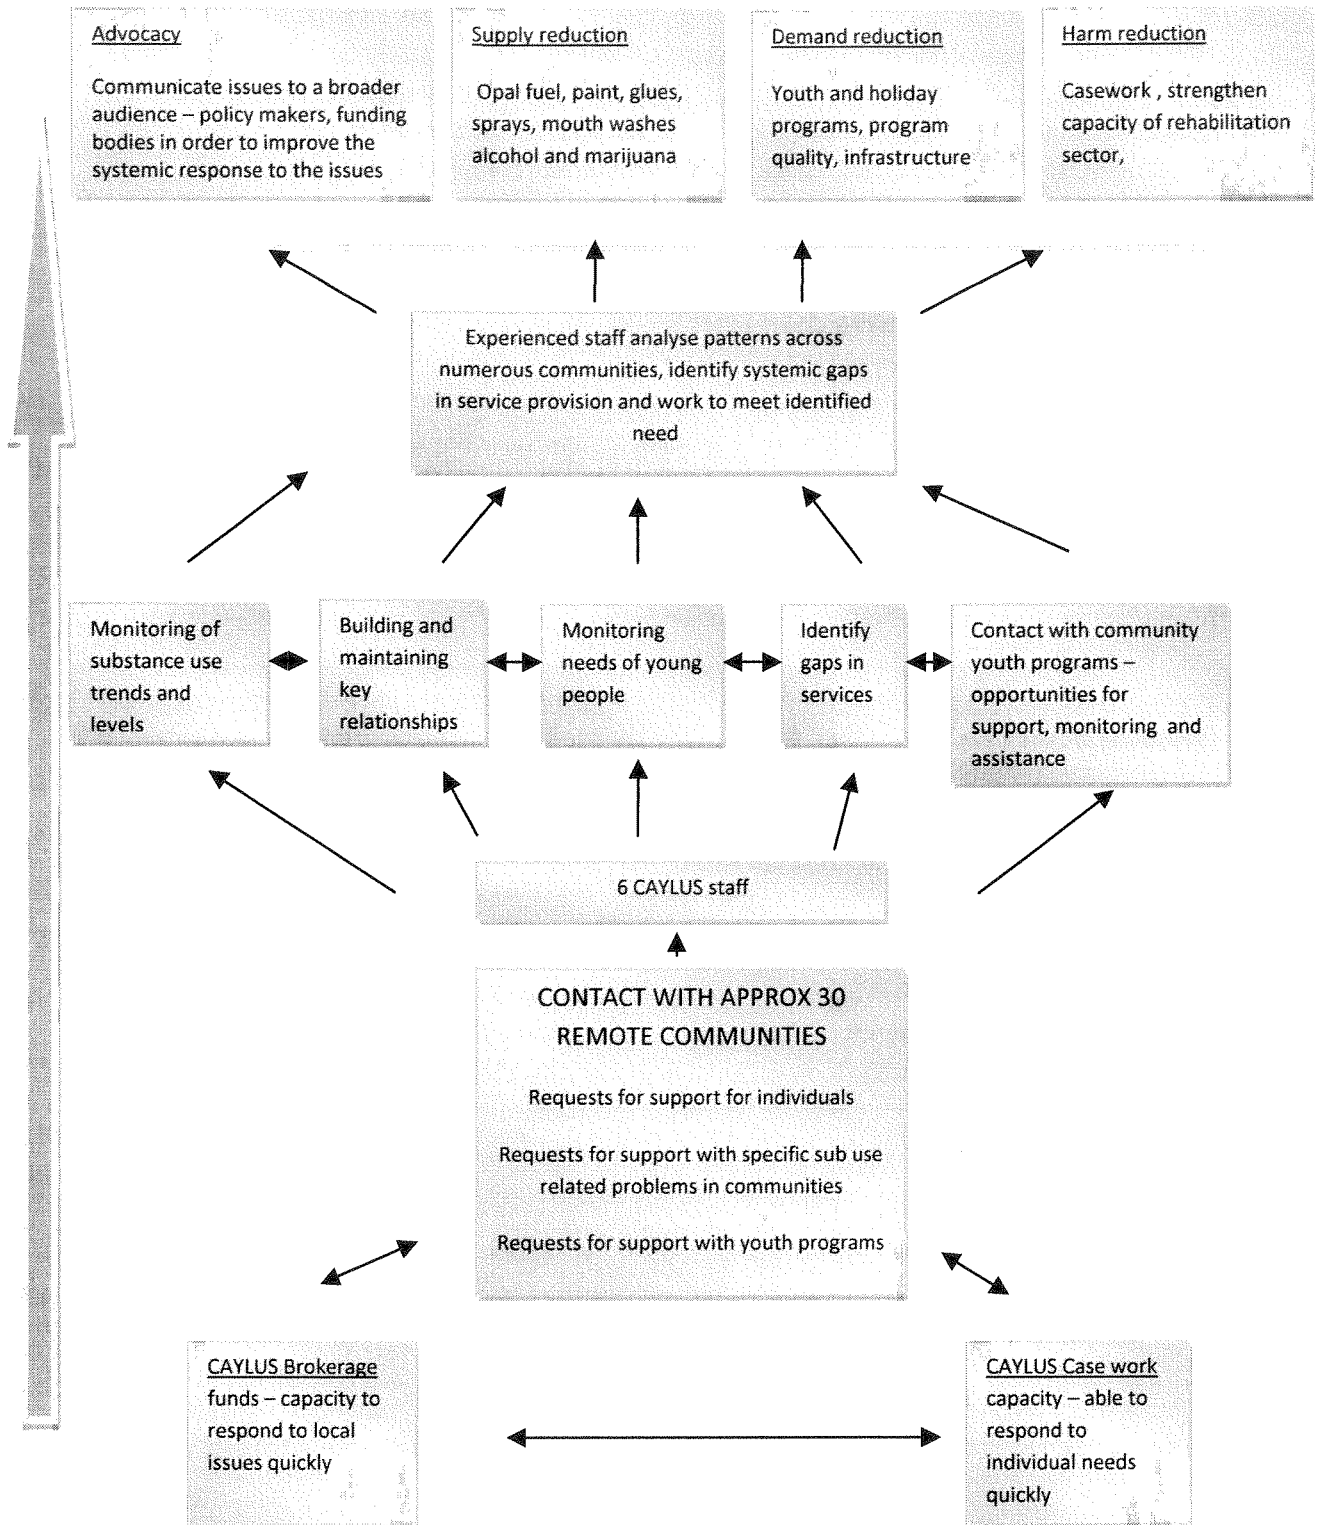 Advocacy
Communicate issues to a broader
audience – policy makers, funding
bodies in order to improve the
systemic response to the issues
Supply reduction
Opal fuel, paint, glues,
sprays, mouth washes
alcohol and marijuana
Demand reduction
Youth and holiday
programs, program
quality, infrastructure
Harm reduction
Casework , strengthen
capacity of rehabilitation
sector,
Experienced staff analyse patterns across
numerous communities, identify systemic gaps
in service provision and work to meet identified
need
Monitoring of
substance use
trends and
levels
Building and
maintaining
key
relationships
Monitoring
needs of young
people
Identify
gaps in
services
Contact with community
youth programs –
opportunities for
support, monitoring and
assistance
6 CAYLUS staff
CONTACT WITH APPROX 30
REMOTE COMMUNITIES
Requests for support for individuals
Requests for support with specific sub use
related problems in communities
Requests for support with youth programs
CAYLUS Brokerage
funds – capacity to
respond to local
issues quickly
CAYLUS Case work
capacity – able to
respond to
individual needs
quickly